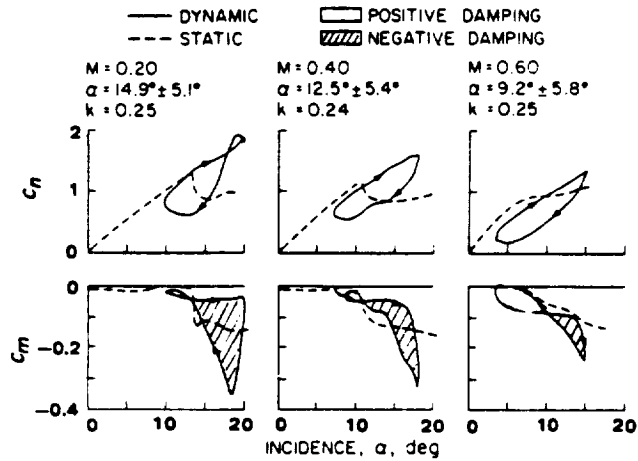 DYNAMIC POSITIVE DAMPING
STATIC NEGATIVE DAMPING
M = 0.20 M = 0.40 M = 0.60
α = 14.9° ± 5.1° α = 12.5° ± 5.4° α = 9.2° ± 5.8°
k = 0.25 k = 0.24 k = 0.25
2
Cn 1
0
0
Cm -0.2
-0.4
0 10 20 0 10 20 0 10 20
INCIDENCE, α, deg